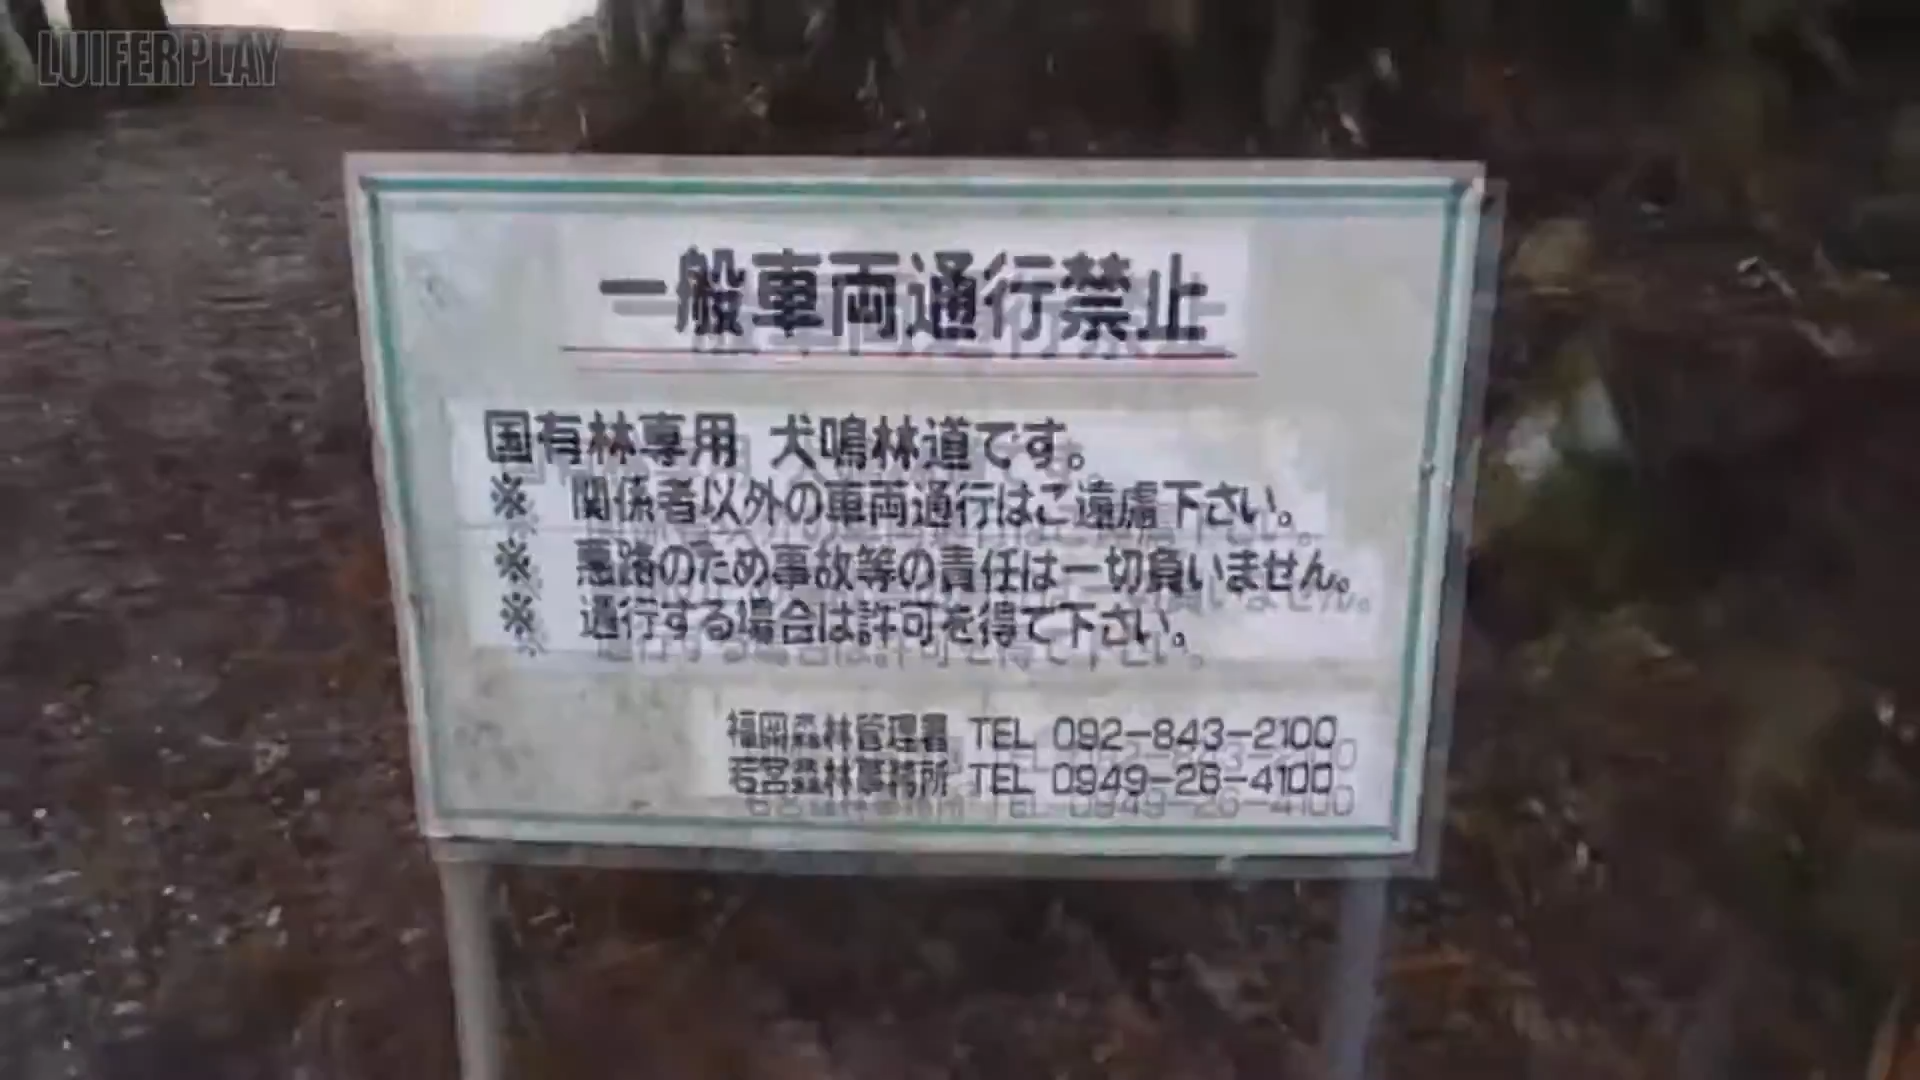 LUIFERPLAY
一般車両通行禁止
国有林専用 犬鳴林道です。
※ 関係者以外の車両通行はご遠慮下さい。
※ 悪路のため事故等の責任は一切負いません。
※ 通行する場合は許可を得て下さい。
福岡森林管理署 TEL 092-843-2100
若宮森林事務所 TEL 0949-26-4100